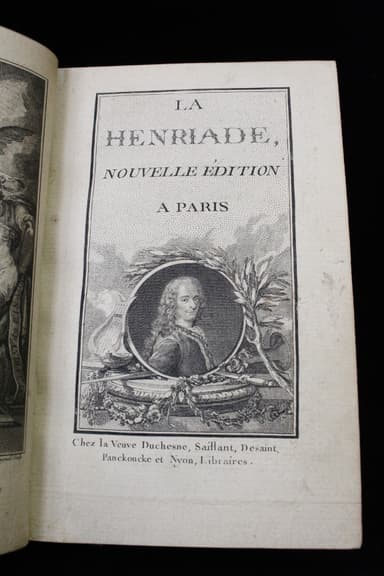 LA
HENRIADE,
NOUVELLE ÉDITION
A PARIS
Chez la Veuve Duchesne, Saillant, Desaint,
Panckoucke et Nyon, Libraires.